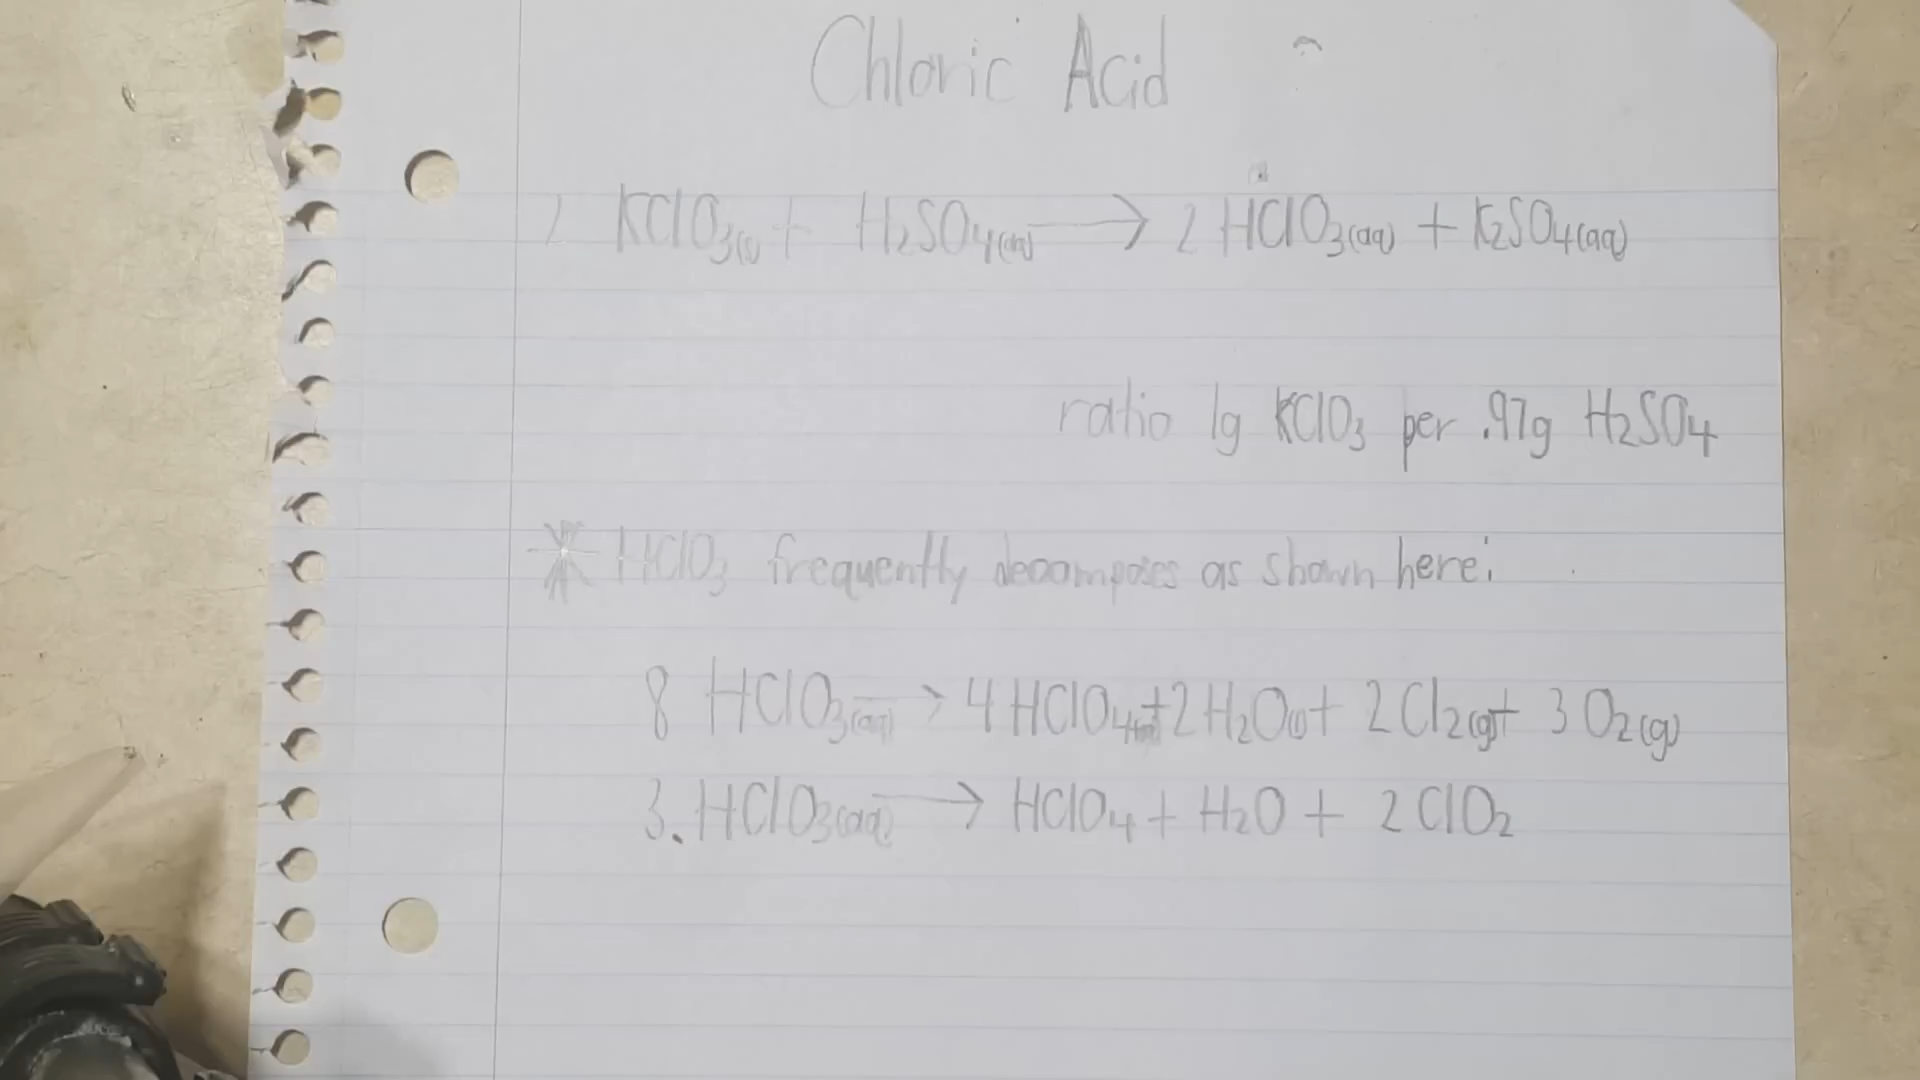 Chloric Acid
2 KClO3(s) + H2SO4(aq) → 2 HClO3(aq) + K2SO4(aq)
ratio 1g KClO3 per .97g H2SO4
* HClO3 frequently decomposes as shown here:
8 HClO3(aq) → 4 HClO4 + 2 H2O(l) + 2 Cl2(g) + 3 O2(g)
3. HClO3(aq) → HClO4 + H2O + 2 ClO2